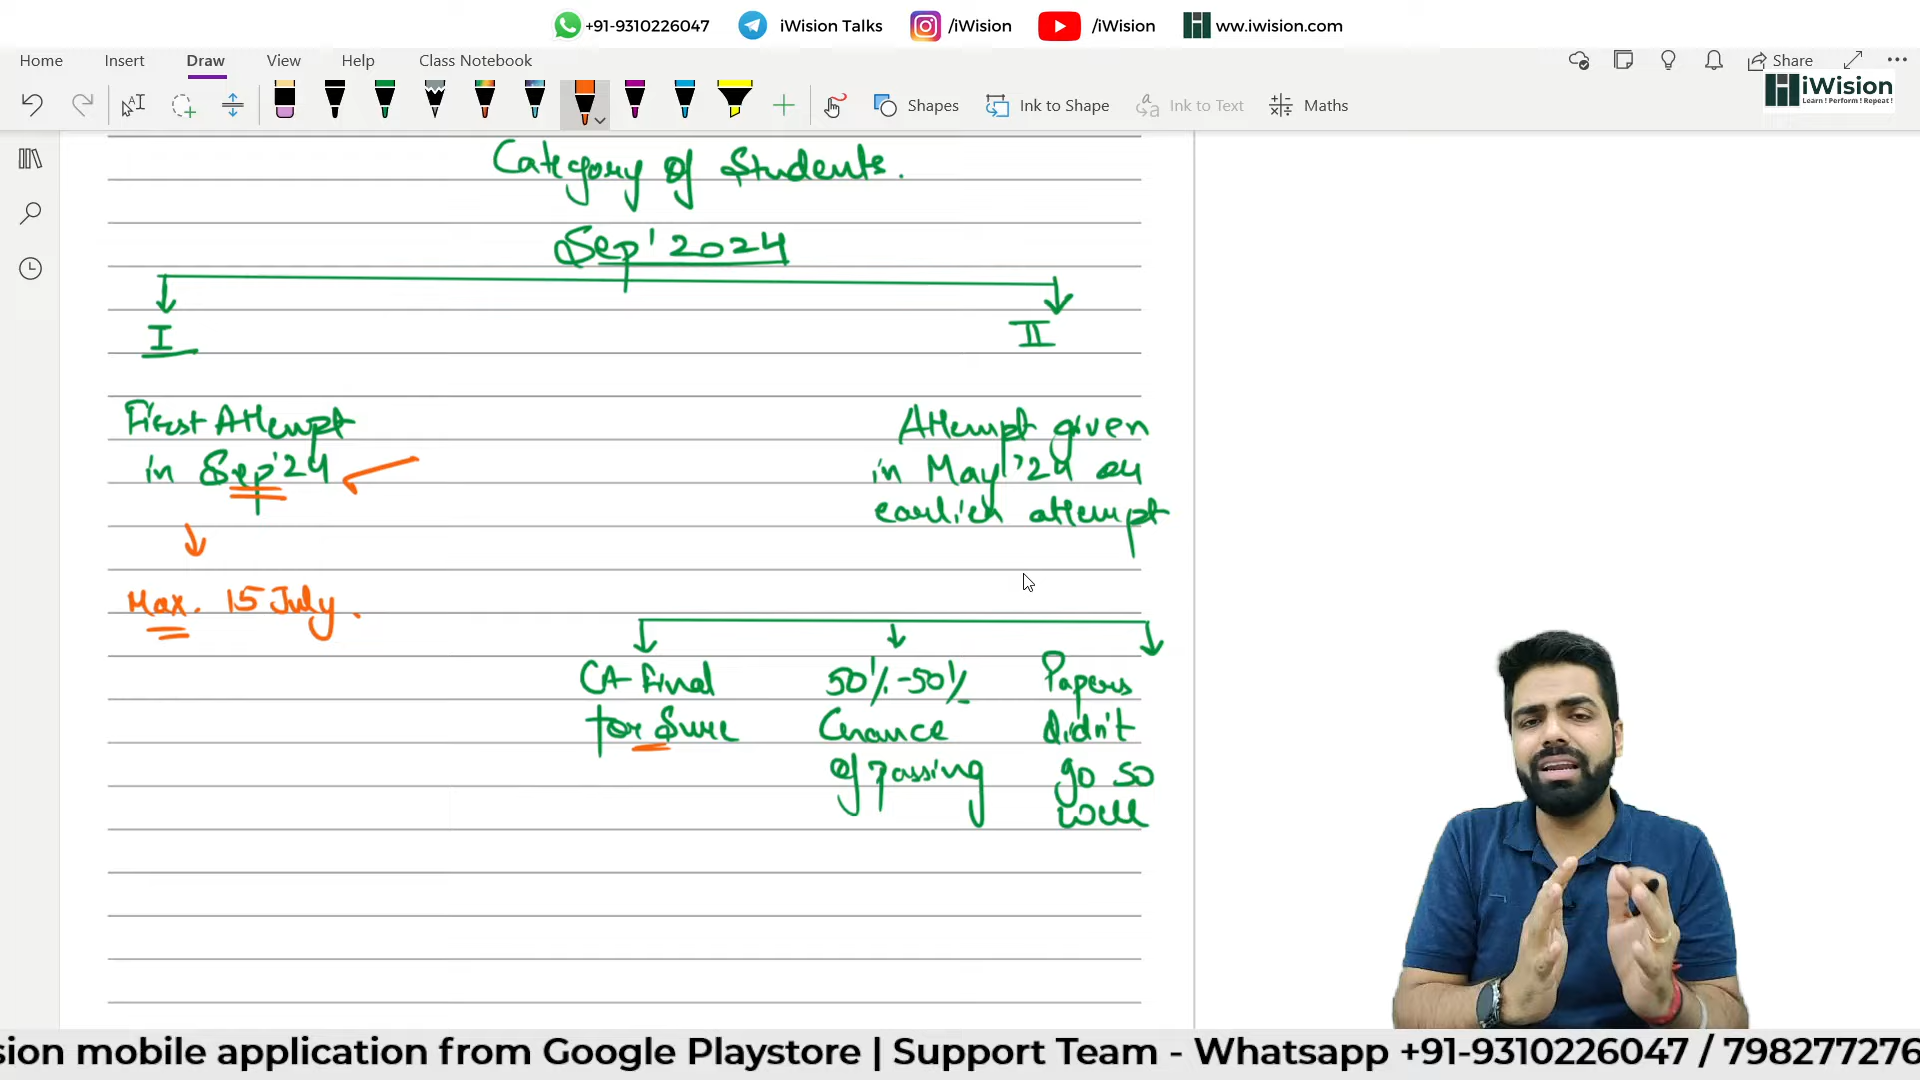 +91-9310226047 iWision Talks /iWision /iWision ww.iwision.com
Home Insert Draw View Help Class Notebook Share
Shapes Ink to Shape Ink to Text Maths
iWision
Learn ! Perform ! Repeat !
Category of Students.
Sep' 2024
I II
First Attempt
in Sep'24
Max. 15 July.
Attempt given
in May'24 or
earlier attempt
CA Final
for Sure
50%-50%
Chance
of passing
Papers
didn't
go so
well
sion mobile application from Google Playstore | Support Team - Whatsapp +91-9310226047 / 798277276